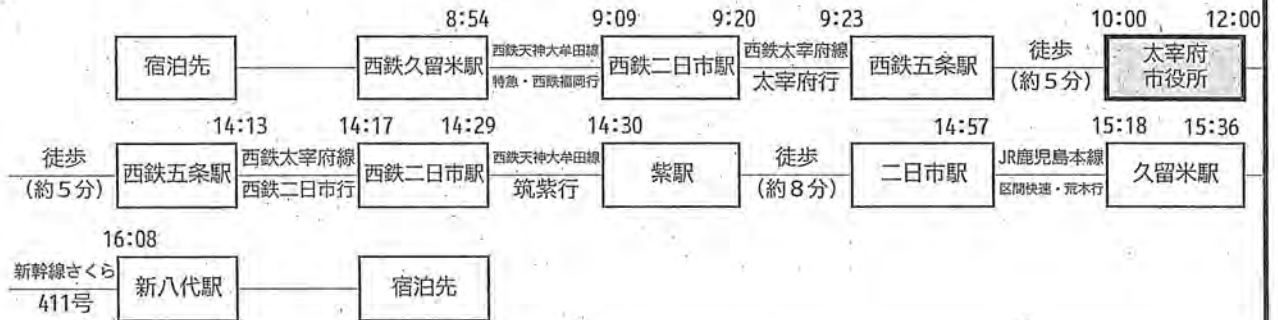 8:54 9:09 9:20 9:23 10:00 12:00
宿泊先 西鉄久留米駅 西鉄天神大牟田線 特急・西鉄福岡行 西鉄二日市駅 西鉄太宰府線 太宰府行 西鉄五条駅 徒歩 (約5分) 太宰府市役所
14:13 14:17 14:29 14:30 14:57 15:18 15:36
徒歩 (約5分) 西鉄五条駅 西鉄太宰府線 西鉄二日市行 西鉄二日市駅 西鉄天神大牟田線 筑紫行 紫駅 徒歩 (約8分) 二日市駅 JR鹿児島本線 区間快速・荒木行 久留米駅
16:08
新幹線さくら 411号 新八代駅 宿泊先